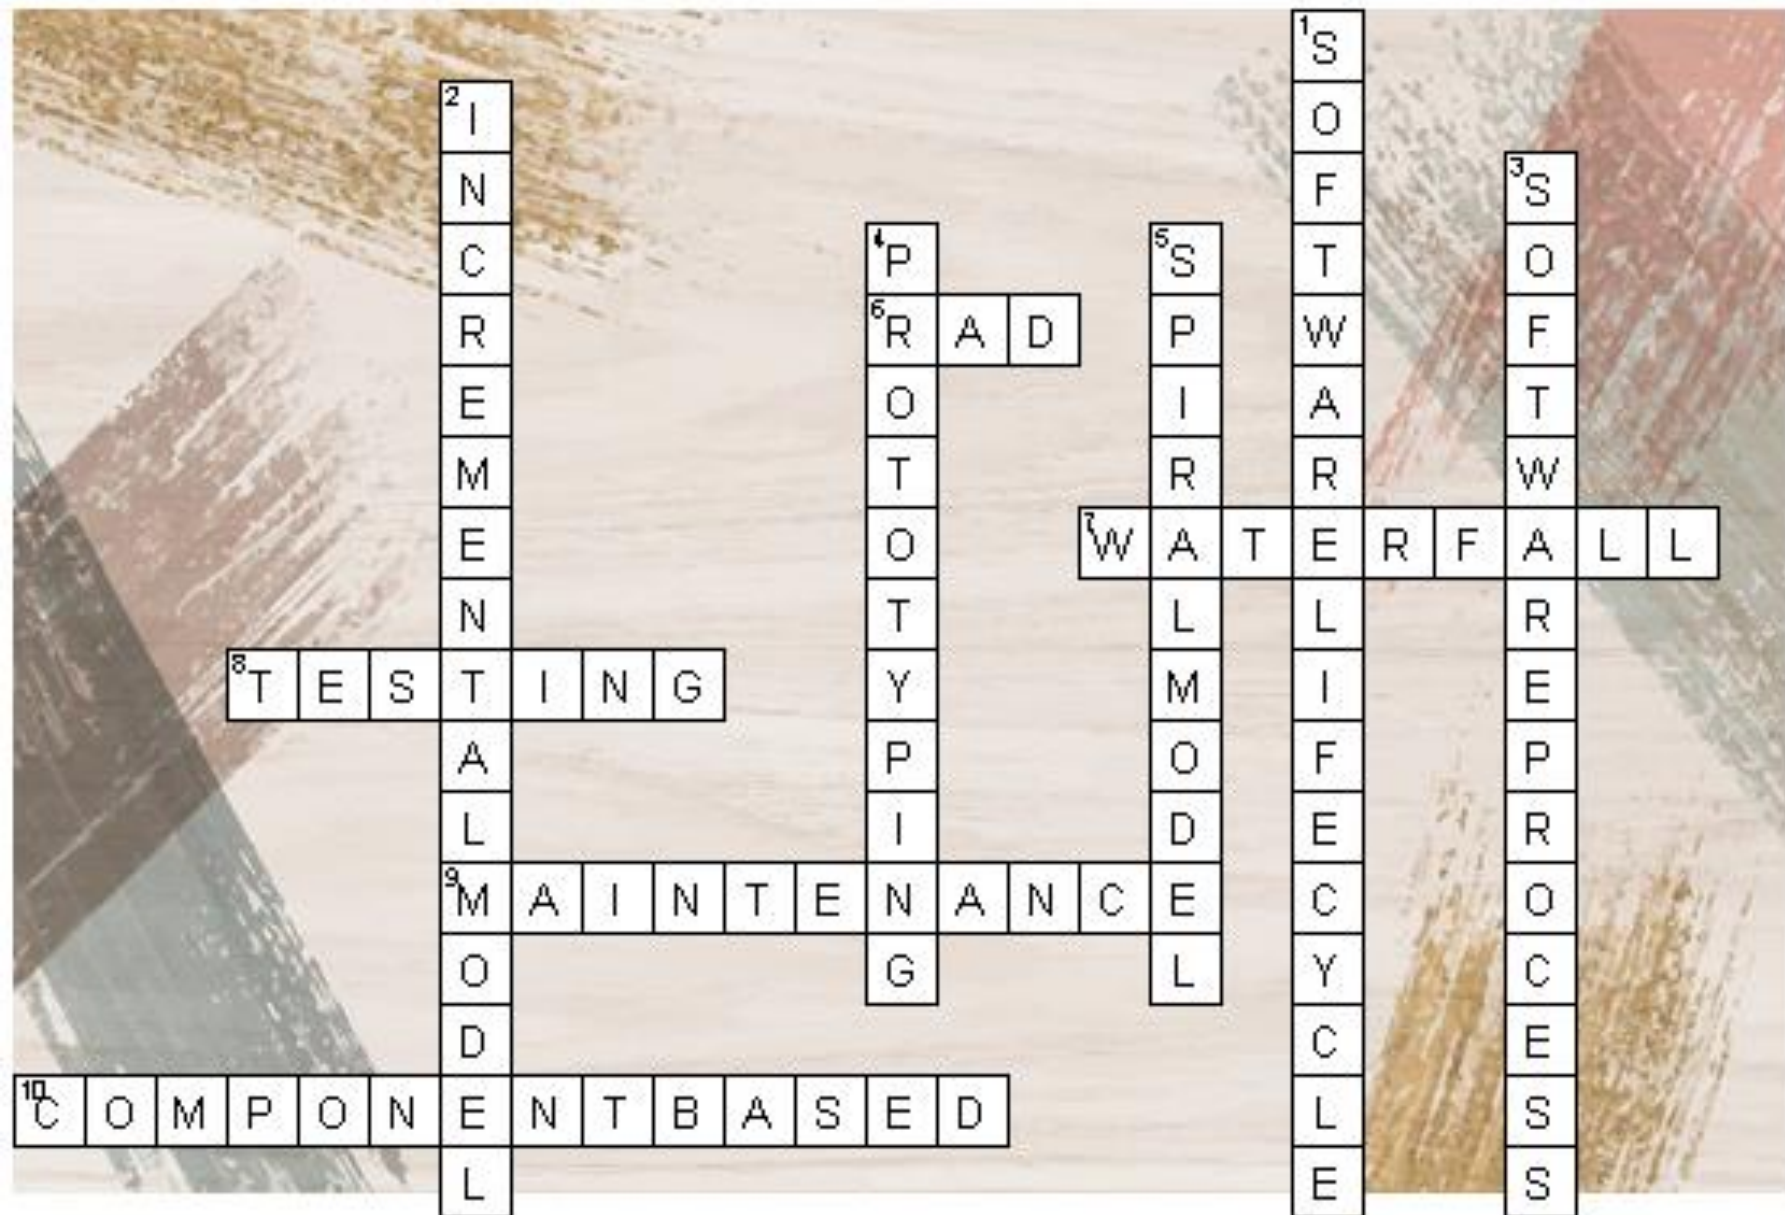 1 SOFTWARELIFECYCLE
2 INCREMENTALMODEL
3 SOFTWAREPROCESS
4 PROTOTYPING
5 SPIRALMODEL
6 RAD
7 WATERFALL
8 TESTING
9 MAINTENANCE
10 COMPONENTBASED